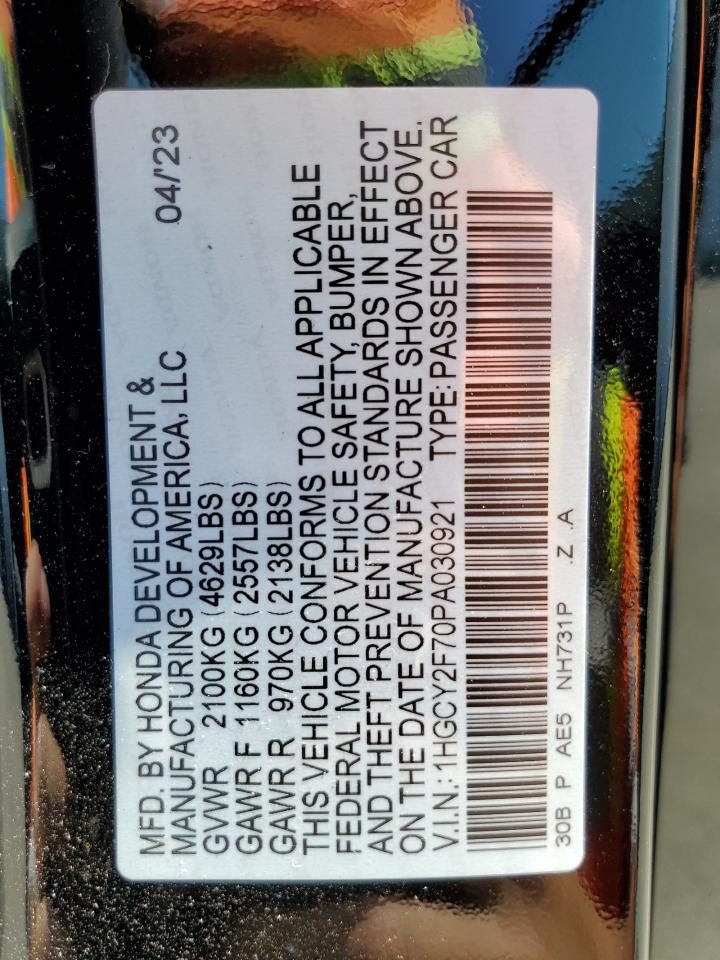 MFD. BY HONDA DEVELOPMENT &
MANUFACTURING OF AMERICA, LLC 04/'23
GVWR 2100KG (4629LBS)
GAWR F 1160KG (2557LBS)
GAWR R 970KG (2138LBS)
THIS VEHICLE CONFORMS TO ALL APPLICABLE
FEDERAL MOTOR VEHICLE SAFETY, BUMPER,
AND THEFT PREVENTION STANDARDS IN EFFECT
ON THE DATE OF MANUFACTURE SHOWN ABOVE.
V.I.N.: 1HGCY2F70PA030921 TYPE: PASSENGER CAR
30B P AE5 NH731P .Z .A